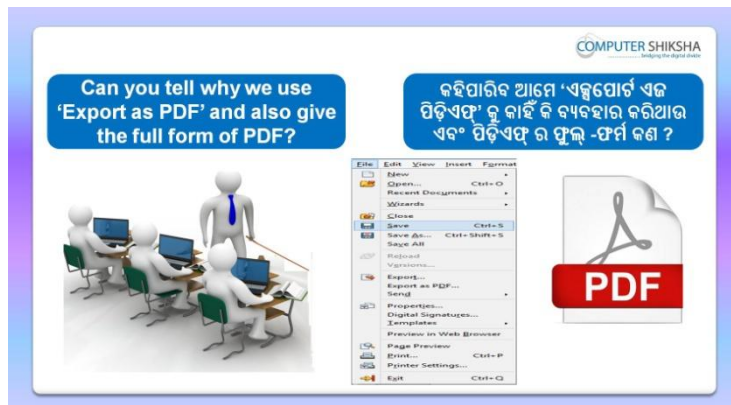 COMPUTER SHIKSHA
...bridging the digital divide
Can you tell why we use
‘Export as PDF’ and also give
the full form of PDF?
କହିପାରିବ ଆମେ ‘ଏକ୍ସପୋର୍ଟ ଏଜ
ପିଡ଼ିଏଫ୍’ କୁ କାହିଁ କି ବ୍ୟବହାର କରିଥାଉ
ଏବଂ ପିଡ଼ିଏଫ୍ ର ଫୁଲ୍ -ଫର୍ମ କଣ ?
File Edit View Insert Format
New
Open... Ctrl+O
Recent Documents
Wizards
Close
Save Ctrl+S
Save As... Ctrl+Shift+S
Save All
Reload
Versions...
Export...
Export as PDF...
Send
Properties...
Digital Signatures...
Templates
Preview in Web Browser
Page Preview
Print... Ctrl+P
Printer Settings...
Exit Ctrl+Q
PDF